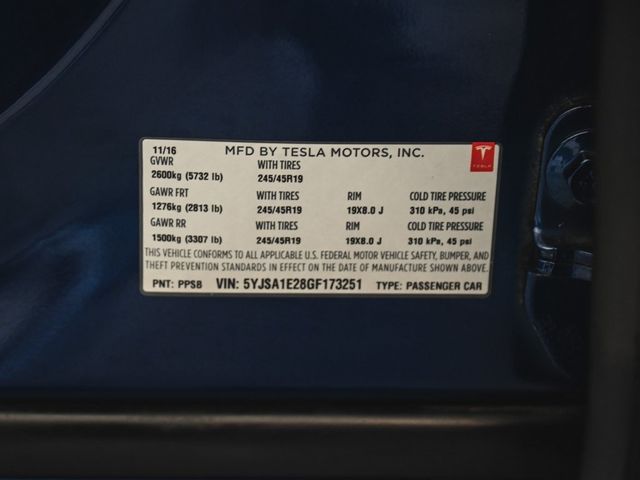 11/16 MFD BY TESLA MOTORS, INC.
GVWR WITH TIRES
2600kg (5732 lb) 245/45R19
GAWR FRT WITH TIRES RIM COLD TIRE PRESSURE
1276kg (2813 lb) 245/45R19 19X8.0 J 310 kPa, 45 psi
GAWR RR WITH TIRES RIM COLD TIRE PRESSURE
1500kg (3307 lb) 245/45R19 19X8.0 J 310 kPa, 45 psi
THIS VEHICLE CONFORMS TO ALL APPLICABLE U.S. FEDERAL MOTOR VEHICLE SAFETY, BUMPER, AND
THEFT PREVENTION STANDARDS IN EFFECT ON THE DATE OF MANUFACTURE SHOWN ABOVE.
PNT: PPSB VIN: 5YJSA1E28GF173251 TYPE: PASSENGER CAR